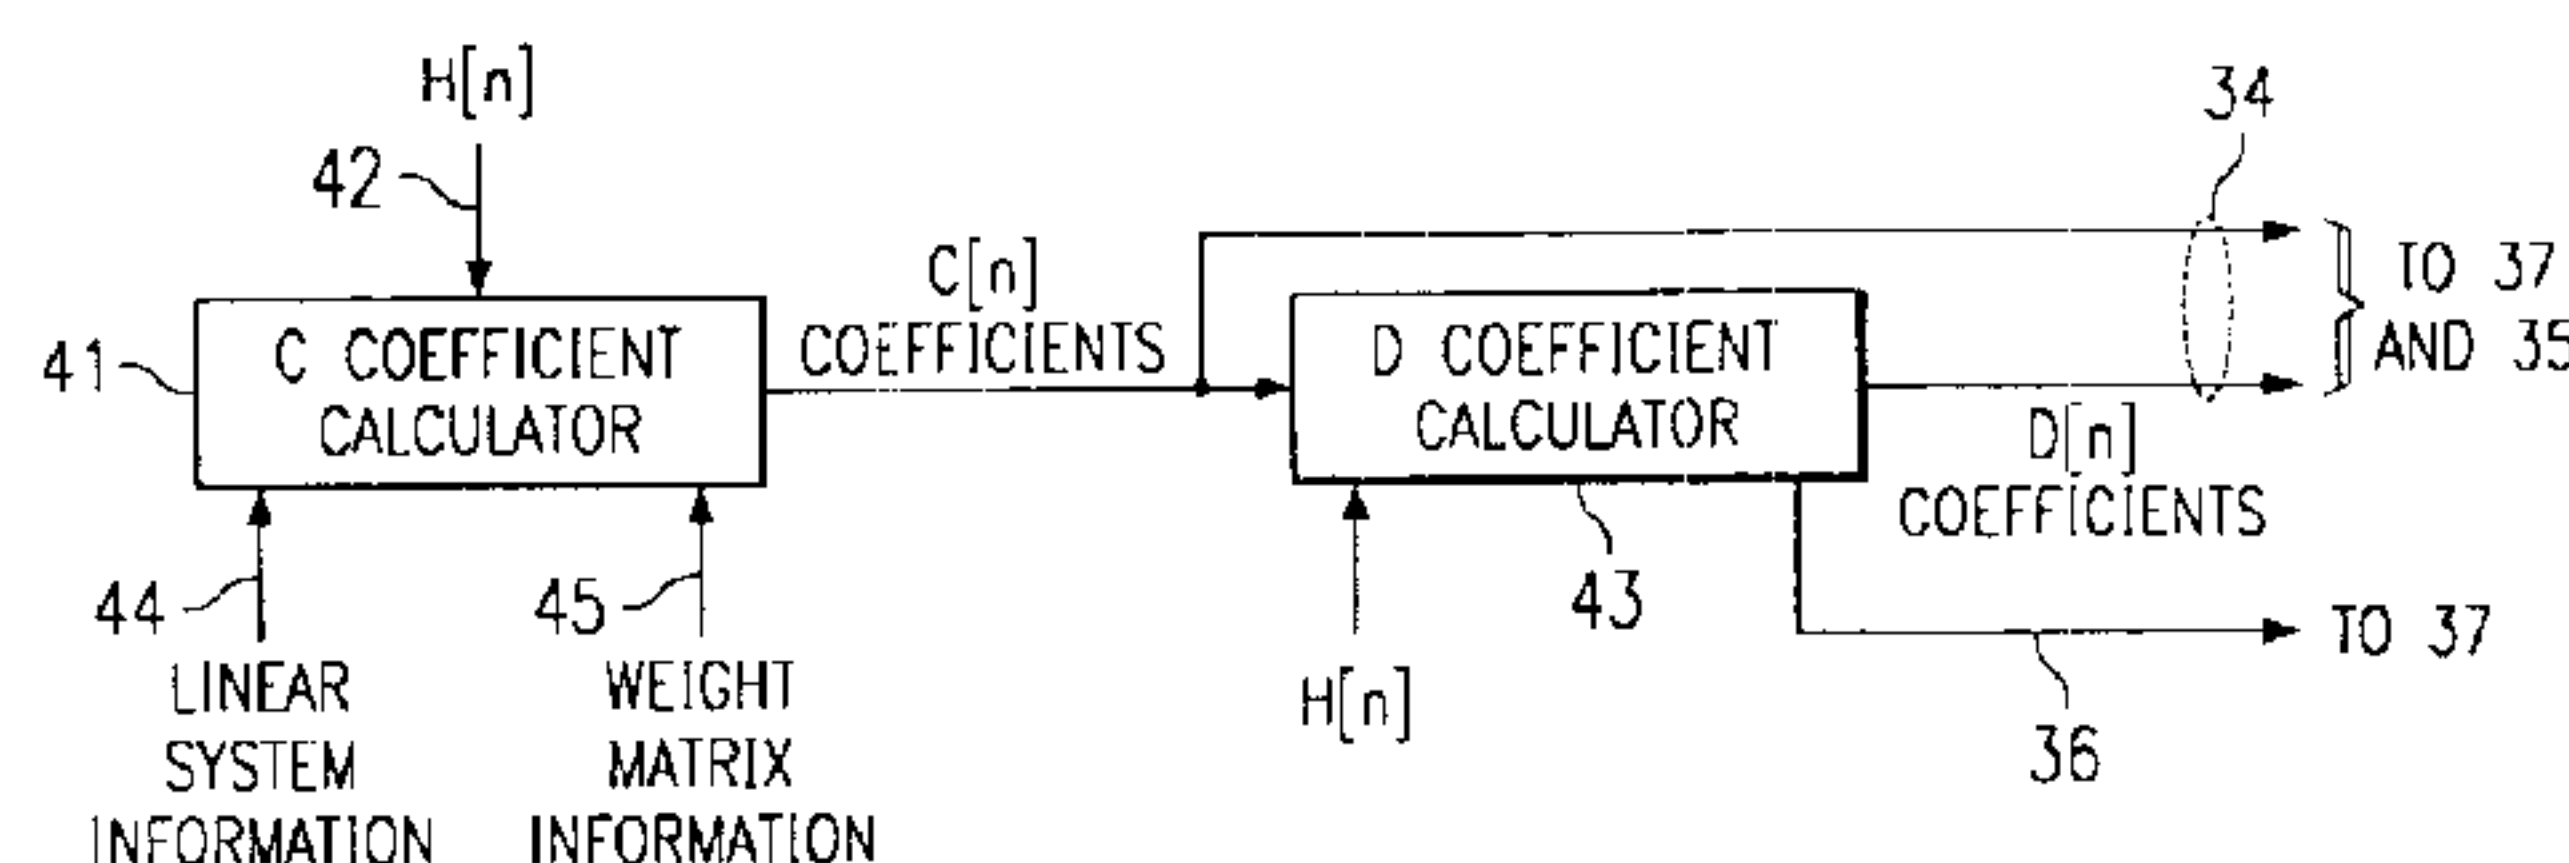 H[n]
42
34
C[n]
COEFFICIENTS
TO 37
AND 35
41
C COEFFICIENT
CALCULATOR
D COEFFICIENT
CALCULATOR
D[n]
COEFFICIENTS
44
45
43
TO 37
LINEAR
SYSTEM
INFORMATION
WEIGHT
MATRIX
INFORMATION
H[n]
36